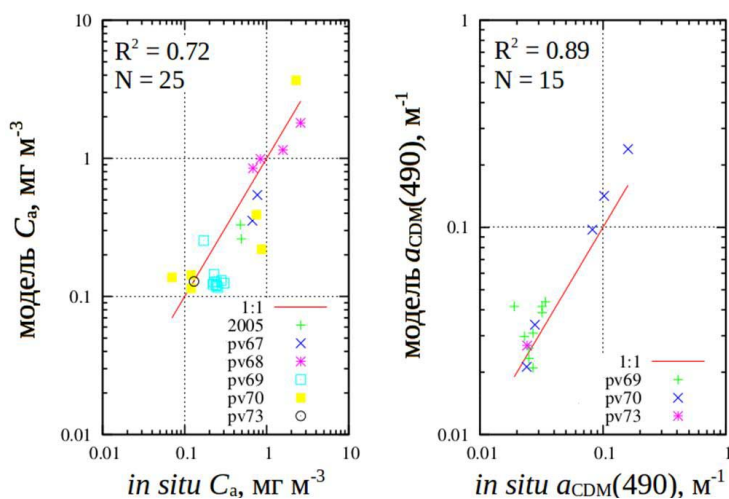 R² = 0.72
N = 25
модель Cₐ, мг м⁻³
10
1
0.1
0.01
1:1
2005
pv67
pv68
pv69
pv70
pv73
0.01
0.1
1
10
in situ Cₐ, мг м⁻³
R² = 0.89
N = 15
модель a_CDM(490), м⁻¹
1
0.1
0.01
1:1
pv69
pv70
pv73
0.01
0.1
1
in situ a_CDM(490), м⁻¹